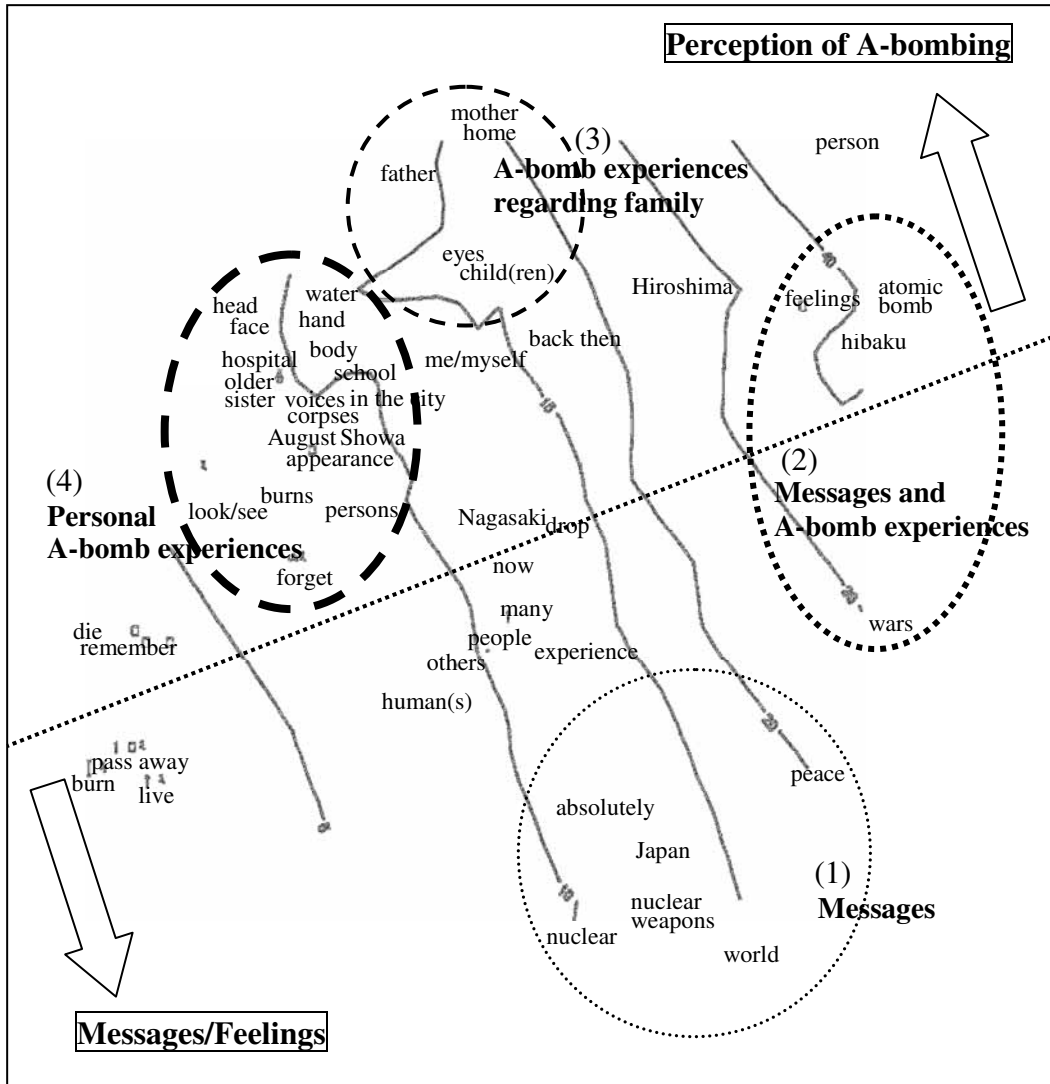 Perception of A-bombing
mother
home
(3)
person
father
A-bomb experiences
regarding family
eyes
child(ren)
water
Hiroshima
feelings
atomic
bomb
head
face
hand
hibaku
back then
body
hospital
me/myself
school
older
sister
voices
in the city
corpses
August Showa
appearance
15
(4)
Personal
A-bomb experiences
(2)
Messages and
A-bomb experiences
burns
look/see
persons
Nagasaki
drop
now
forget
many
die
remember
people
others
experience
wars
human(s)
20
pass away
burn
live
peace
absolutely
Japan
(1)
Messages
10
nuclear
weapons
nuclear
world
Messages/Feelings